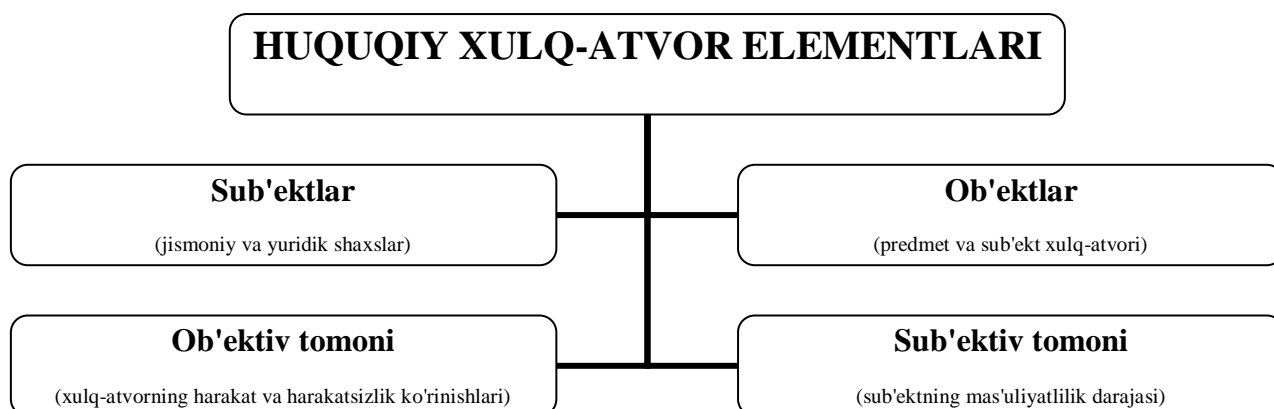 HUQUQIY XULQ-ATVOR ELEMENTLARI
Sub'ektlar
(jismoniy va yuridik shaxslar)
Ob'ektlar
(predmet va sub'ekt xulq-atvori)
Ob'ektiv tomoni
(xulq-atvorning harakat va harakatsizlik ko'rinishlari)
Sub'ektiv tomoni
(sub'ektning mas'uliyatlilik darajasi)